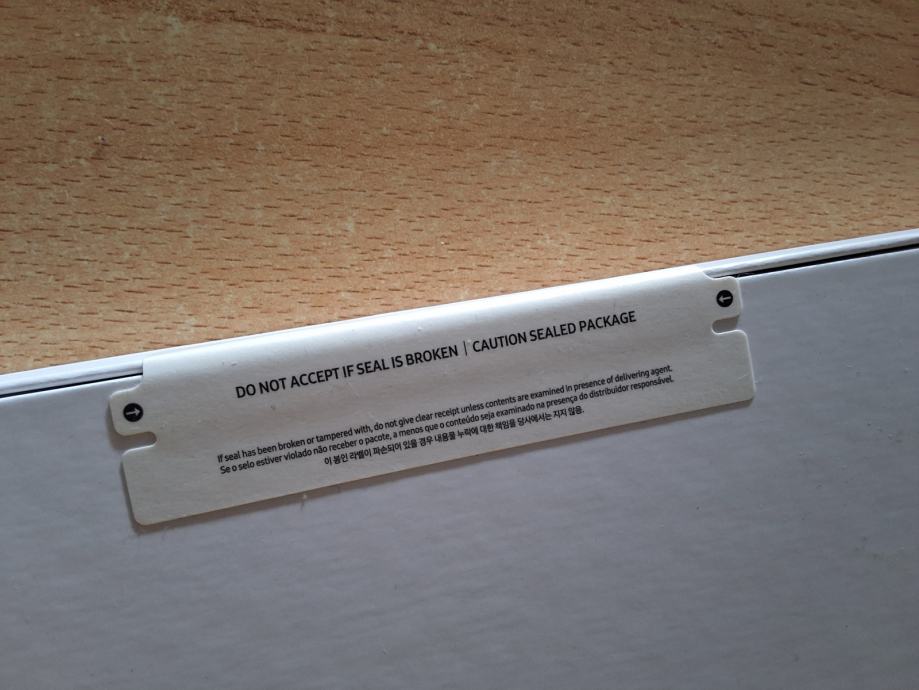 DO NOT ACCEPT IF SEAL IS BROKEN | CAUTION SEALED PACKAGE
If seal has been broken or tampered with, do not give clear receipt unless contents are examined in presence of delivering agent.
Se o selo estiver violado não receber o pacote, a menos que o conteúdo seja examinado na presença do distribuidor responsável.
이 봉인 라벨이 파손되어 있을 경우 내용물 누락에 대한 책임을 당사에서는 지지 않음.